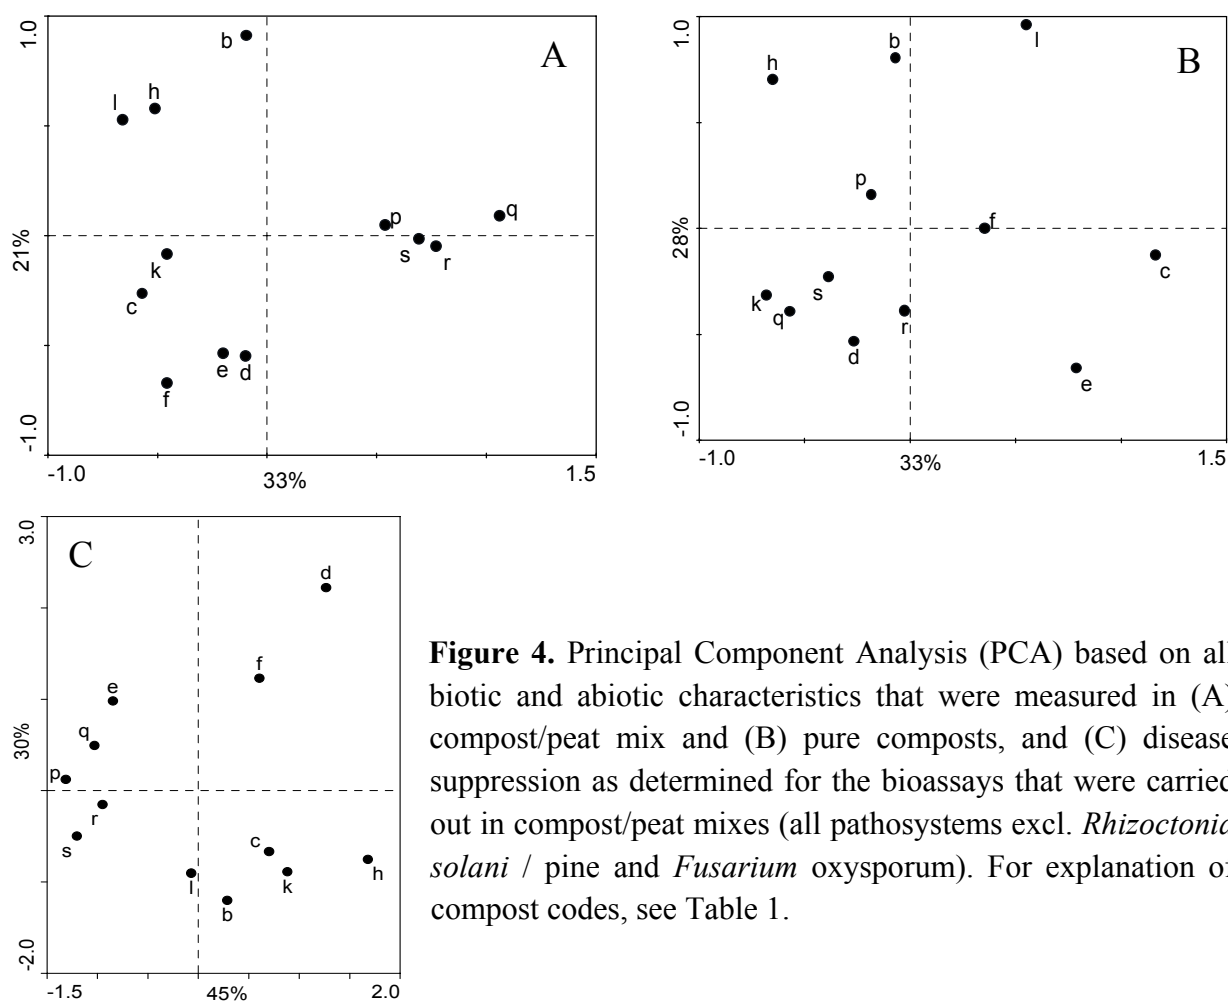 1.0
b
A
h
l
p
q
21%
s
r
k
c
e
d
f
-1.0
-1.0
33%
1.5
1.0
l
b
B
h
p
f
28%
c
s
k
q
r
d
e
-1.0
-1.0
33%
1.5
3.0
C
d
f
e
q
30%
p
r
s
c
l
k
h
b
-2.0
-1.5
45%
2.0
Figure 4. Principal Component Analysis (PCA) based on all
biotic and abiotic characteristics that were measured in (A)
compost/peat mix and (B) pure composts, and (C) disease
suppression as determined for the bioassays that were carried
out in compost/peat mixes (all pathosystems excl. Rhizoctonia
solani / pine and Fusarium oxysporum). For explanation of
compost codes, see Table 1.